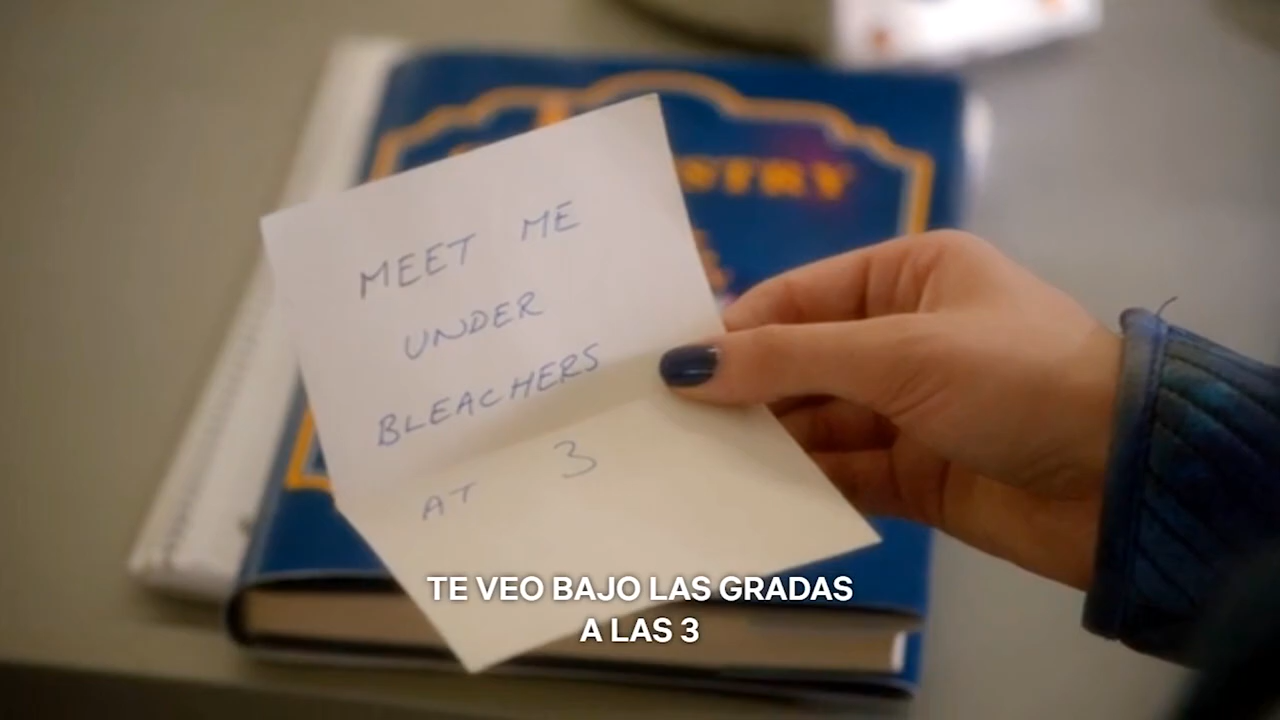 MEET ME
UNDER
BLEACHERS
AT 3
TE VEO BAJO LAS GRADAS
A LAS 3